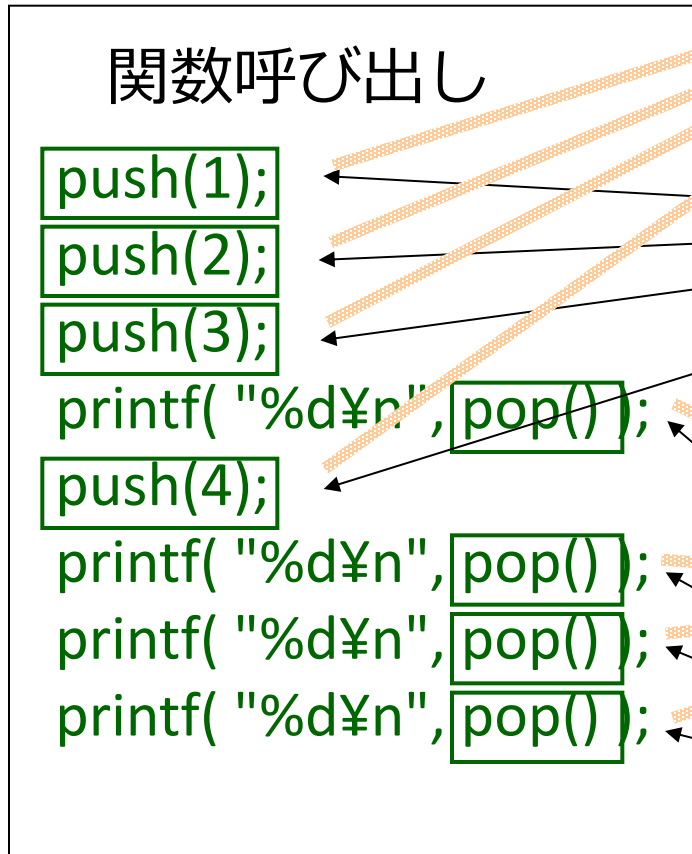 関数呼び出し
push(1);
push(2);
push(3);
printf( "%d¥n", pop() );
push(4);
printf( "%d¥n", pop() );
printf( "%d¥n", pop() );
printf( "%d¥n", pop() );